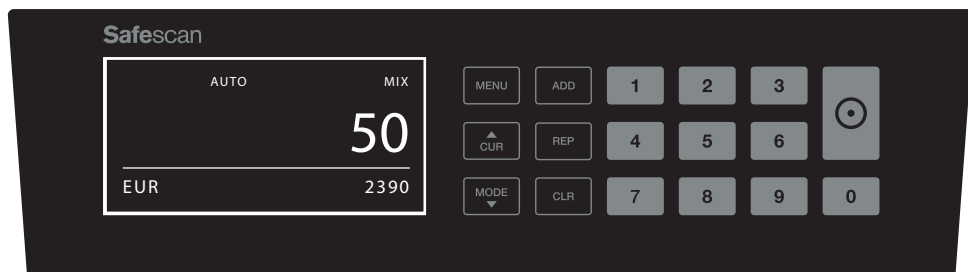 Safescan
AUTO MIX
50
EUR 2390
MENU ADD 1 2 3
CUR REP 4 5 6
MODE CLR 7 8 9 0